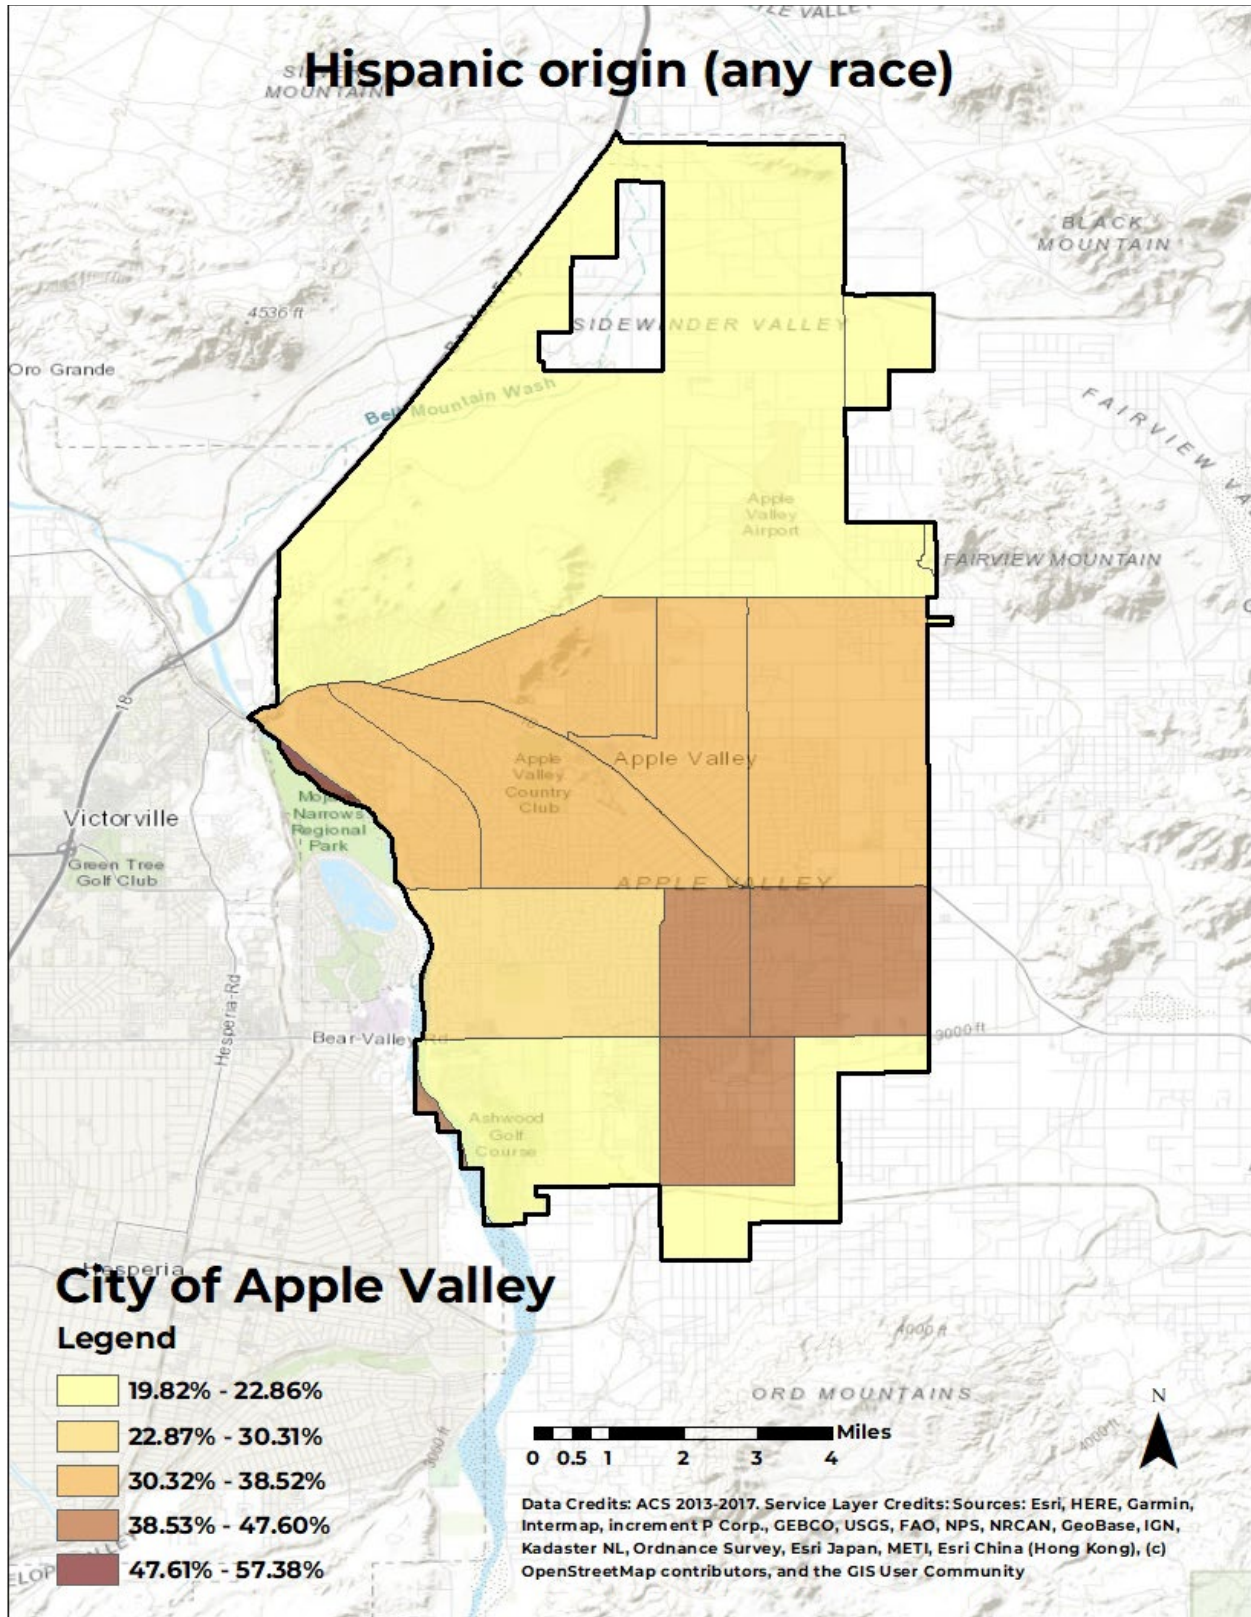 Hispanic origin (any race)
MOUNTAIN
BLACK
MOUNTAIN
4536 ft
SIDEWINDER VALLEY
Oro Grande
Bell Mountain Wash
FAIRVIEW
Apple
Valley
Airport
FAIRVIEW MOUNTAIN
18
Apple
Valley
Country
Club
Apple Valley
Mojave
Narrows
Regional
Park
Victorville
Green Tree
Golf Club
APPLE VALLEY
Hesperia-Rd
Bear-Valley-Rd
Ashwood
Golf
Course
Hesperia
City of Apple Valley
Legend
19.82% - 22.86%
22.87% - 30.31%
30.32% - 38.52%
38.53% - 47.60%
47.61% - 57.38%
4000 ft
ORD MOUNTAINS
N
4000 ft
3000 ft
Miles
0 0.5 1 2 3 4
Data Credits: ACS 2013-2017. Service Layer Credits: Sources: Esri, HERE, Garmin,
Intermap, increment P Corp., GEBCO, USGS, FAO, NPS, NRCAN, GeoBase, IGN,
Kadaster NL, Ordnance Survey, Esri Japan, METI, Esri China (Hong Kong), (c)
OpenStreetMap contributors, and the GIS User Community